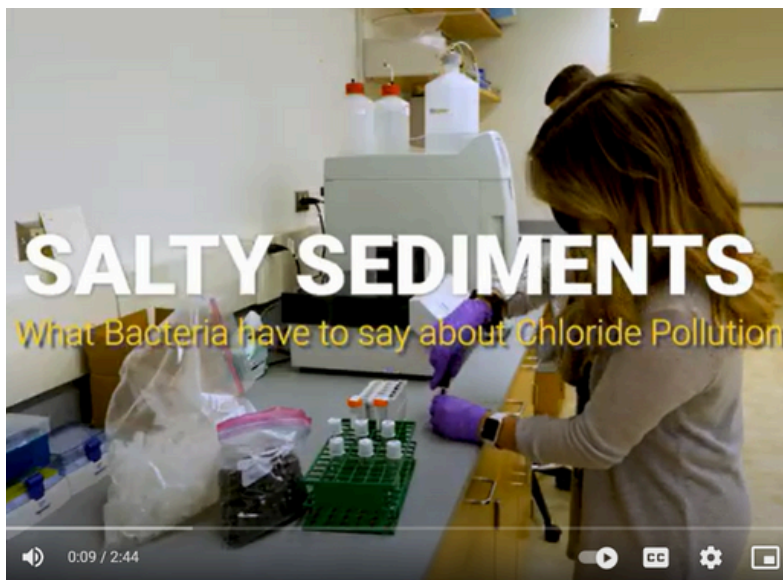 SALTY SEDIMENTS
What Bacteria have to say about Chloride Pollution
0:09 / 2:44
CC